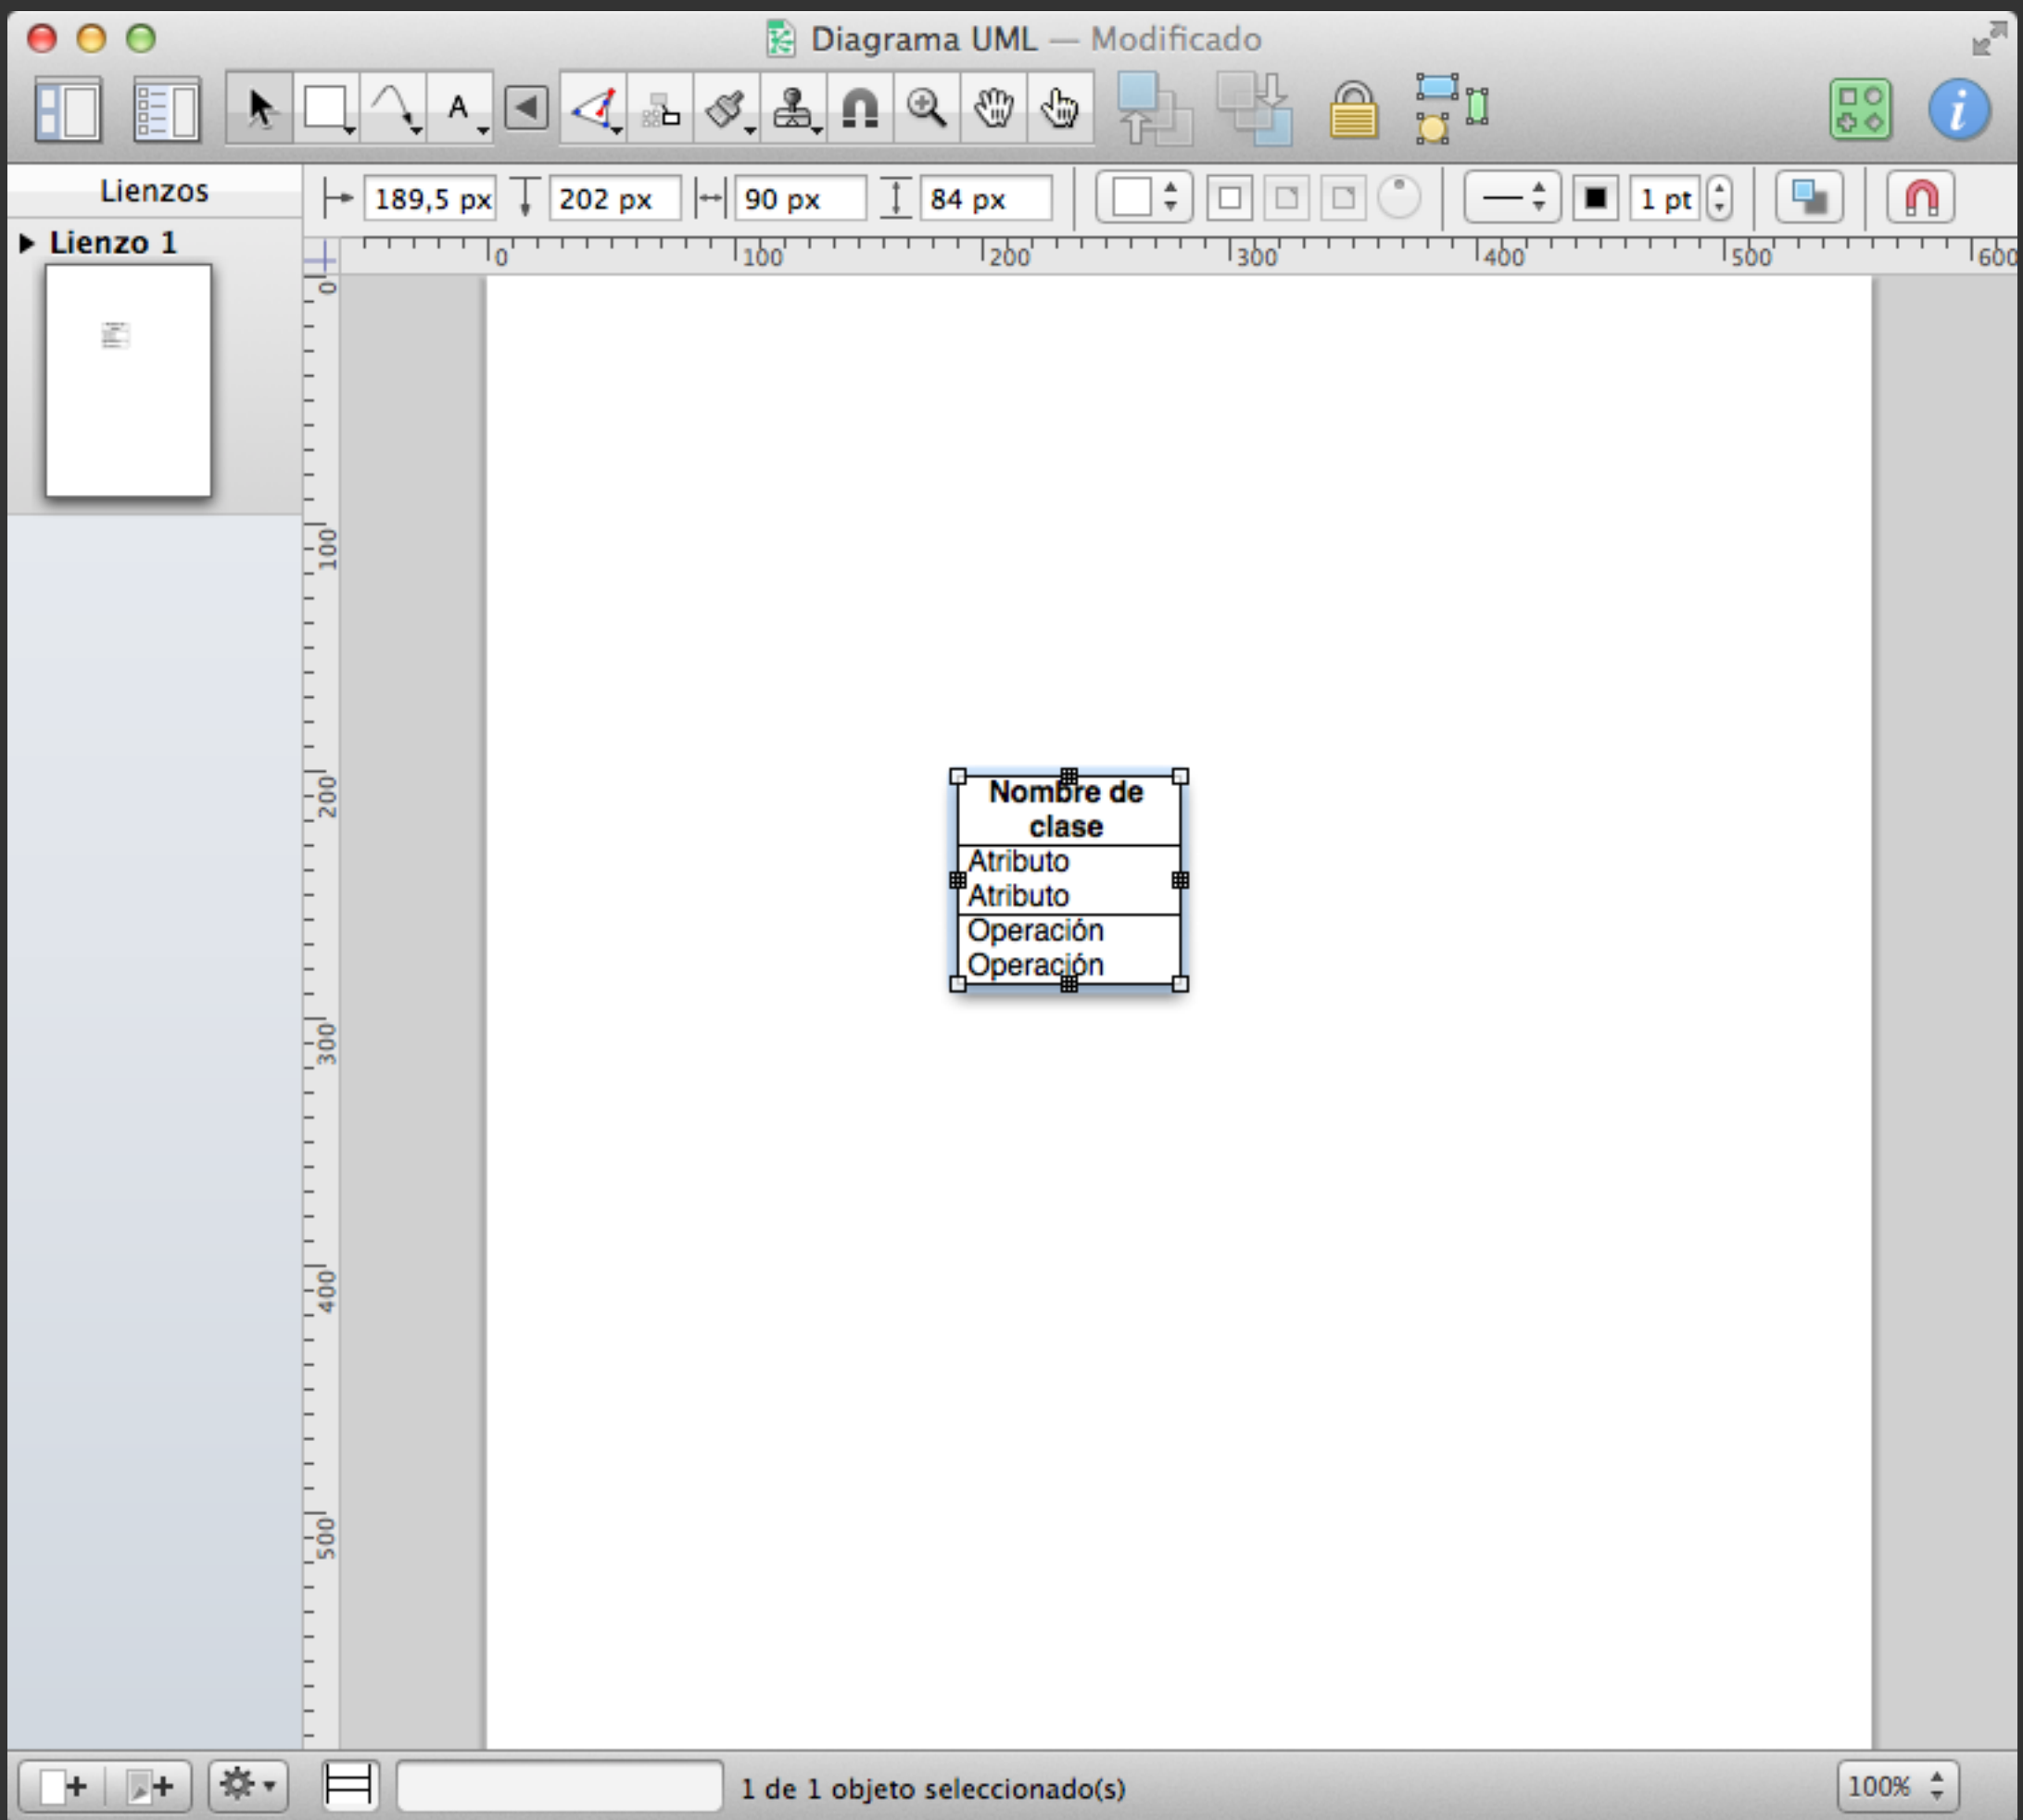 Diagrama UML — Modificado
A
Lienzos
189,5 px
202 px
90 px
84 px
1 pt
Lienzo 1
0
100
200
300
400
500
600
0
100
200
300
400
500
Nombre de
clase
Atributo
Atributo
Operación
Operación
1 de 1 objeto seleccionado(s)
100%